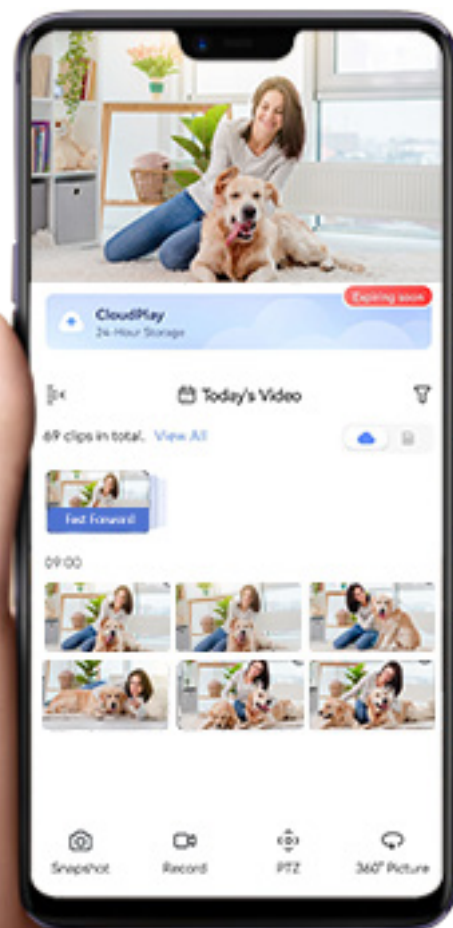 Expiring soon
CloudPlay
24-Hour Storage
Today's Video
69 clips in total. View All
Fast Forward
09:00
Snapshot Record PTZ 360° Picture